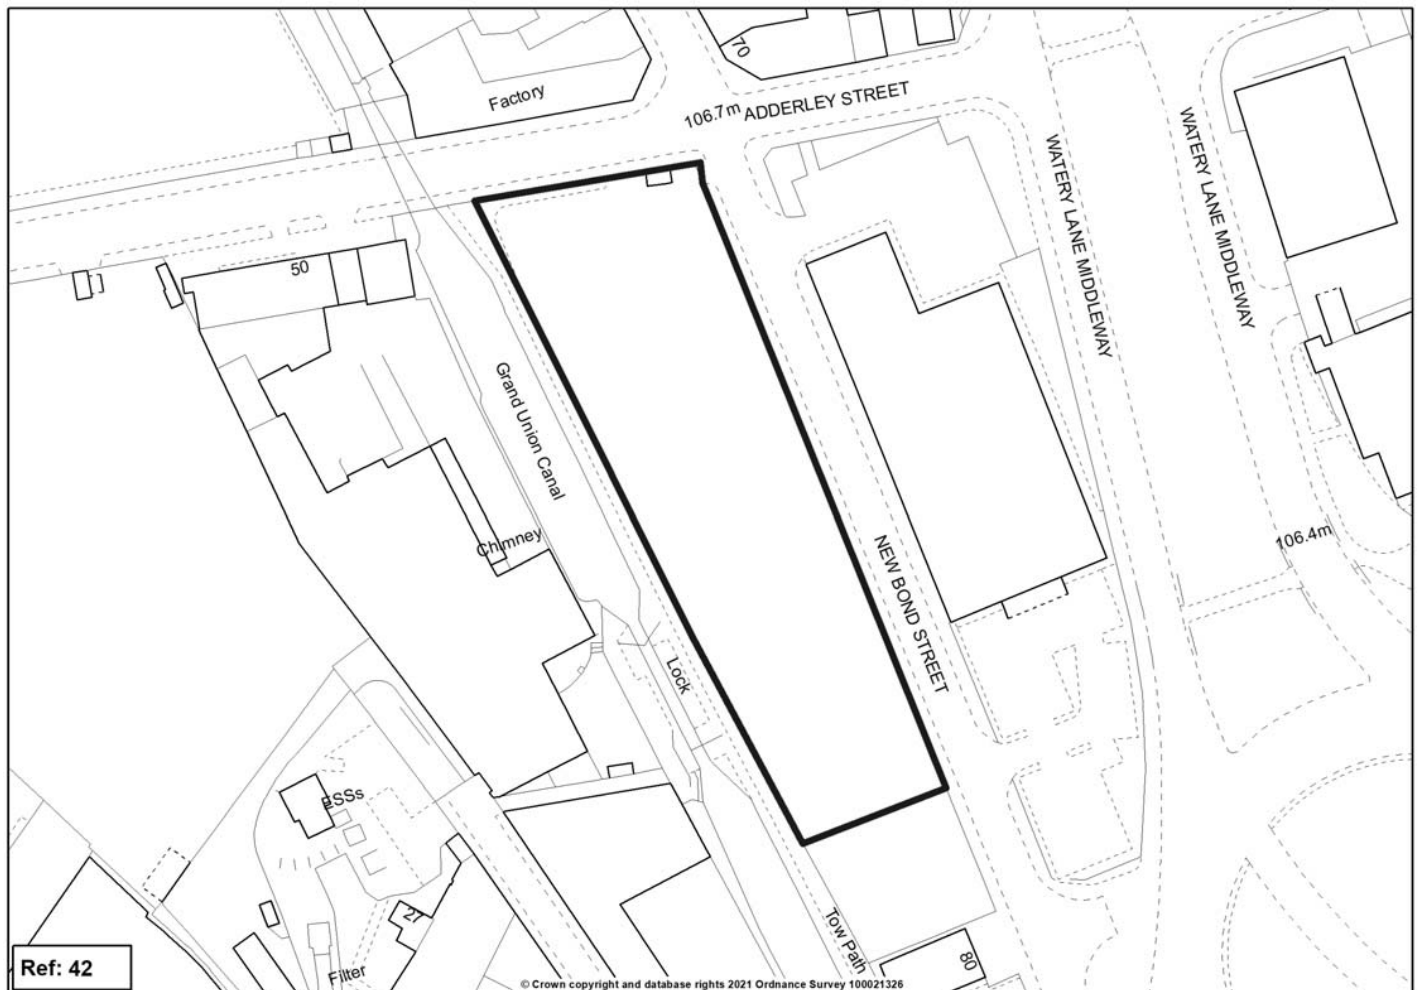 70
Factory
106.7m
ADDERLEY STREET
WATERY LANE MIDDLEWAY
WATERY LANE MIDDLEWAY
50
Grand Union Canal
Chimney
106.4m
NEW BOND STREET
Lock
ESSs
27
Tow Path
80
Filter
Ref: 42
© Crown copyright and database rights 2021 Ordnance Survey 100021326